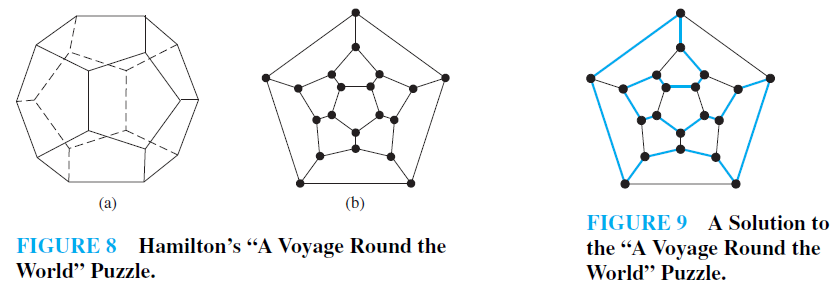 (a)
(b)
FIGURE 8 Hamilton's “A Voyage Round the
World” Puzzle.
FIGURE 9 A Solution to
the “A Voyage Round the
World” Puzzle.